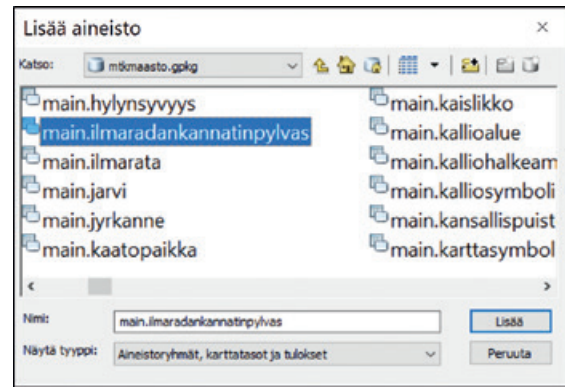 Lisää aineisto
Katso: mtkmaasto.gpkg
main.hylynsyvyys
main.ilmaradankannatinpylvas
main.ilmarata
main.jarvi
main.jyrkanne
main.kaatopaikka
main.kaislikko
main.kallioalue
main.kalliohalkeam
main.kalliosymboli
main.kansallispuist
main.karttasymbol
Nimi: main.ilmaradankannatinpylvas Lisää
Näytä tyyppi: Aineistoryhmät, karttatasot ja tulokset Peruuta